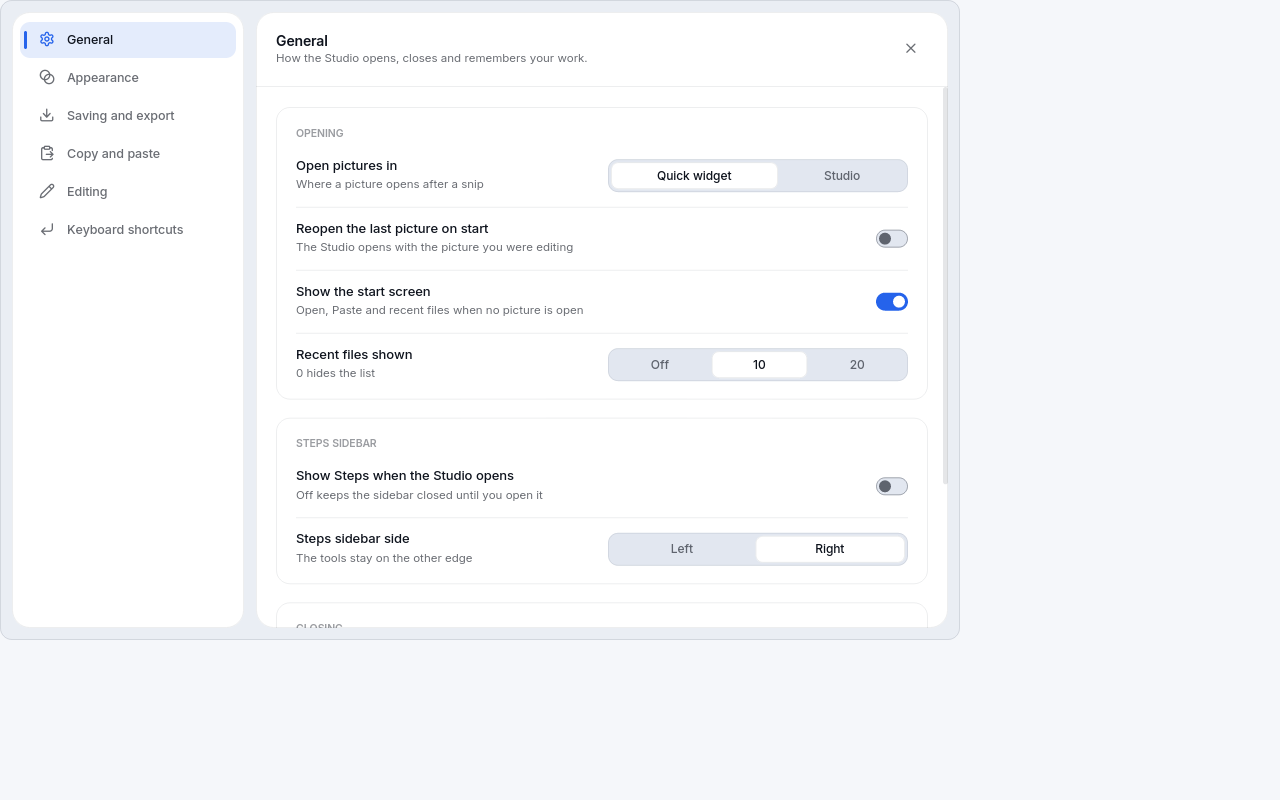 General
Appearance
Saving and export
Copy and paste
Editing
Keyboard shortcuts
General
How the Studio opens, closes and remembers your work.
OPENING
Open pictures in
Where a picture opens after a snip
Quick widget
Studio
Reopen the last picture on start
The Studio opens with the picture you were editing
Show the start screen
Open, Paste and recent files when no picture is open
Recent files shown
0 hides the list
Off
10
20
STEPS SIDEBAR
Show Steps when the Studio opens
Off keeps the sidebar closed until you open it
Steps sidebar side
The tools stay on the other edge
Left
Right
CLOSING